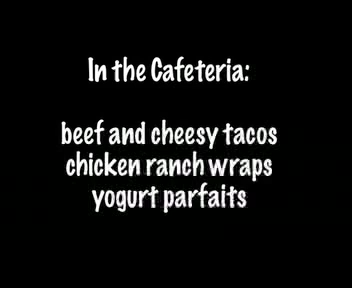 In the Cafeteria:
beef and cheesy tacos
chicken ranch wraps
yogurt parfaits